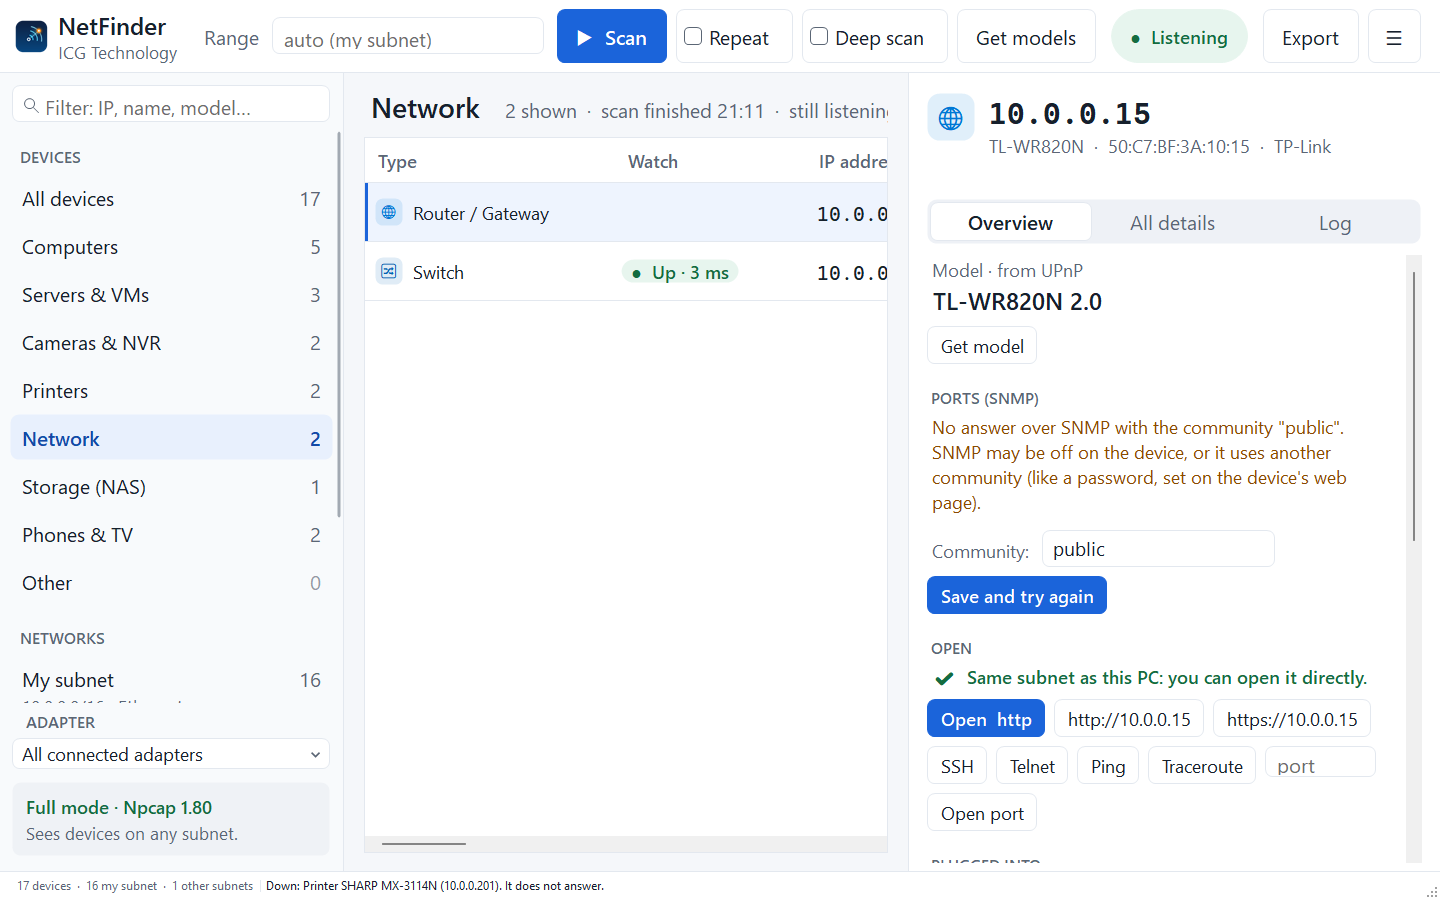 NetFinder
ICG Technology
Range
auto (my subnet)
Scan
Repeat
Deep scan
Get models
● Listening
Export
Filter: IP, name, model...
DEVICES
All devices 17
Computers 5
Servers & VMs 3
Cameras & NVR 2
Printers 2
Network 2
Storage (NAS) 1
Phones & TV 2
Other 0
NETWORKS
My subnet 16
ADAPTER
All connected adapters
Full mode · Npcap 1.80
Sees devices on any subnet.
Network 2 shown · scan finished 21:11 · still listening
Type Watch IP addre
Router / Gateway 10.0.0
Switch ● Up · 3 ms 10.0.0
10.0.0.15
TL-WR820N · 50:C7:BF:3A:10:15 · TP-Link
Overview All details Log
Model · from UPnP
TL-WR820N 2.0
Get model
PORTS (SNMP)
No answer over SNMP with the community "public".
SNMP may be off on the device, or it uses another
community (like a password, set on the device's web
page).
Community: public
Save and try again
OPEN
Same subnet as this PC: you can open it directly.
Open http http://10.0.0.15 https://10.0.0.15
SSH Telnet Ping Traceroute port
Open port
PLUGGED INTO
17 devices · 16 my subnet · 1 other subnets Down: Printer SHARP MX-3114N (10.0.0.201). It does not answer.